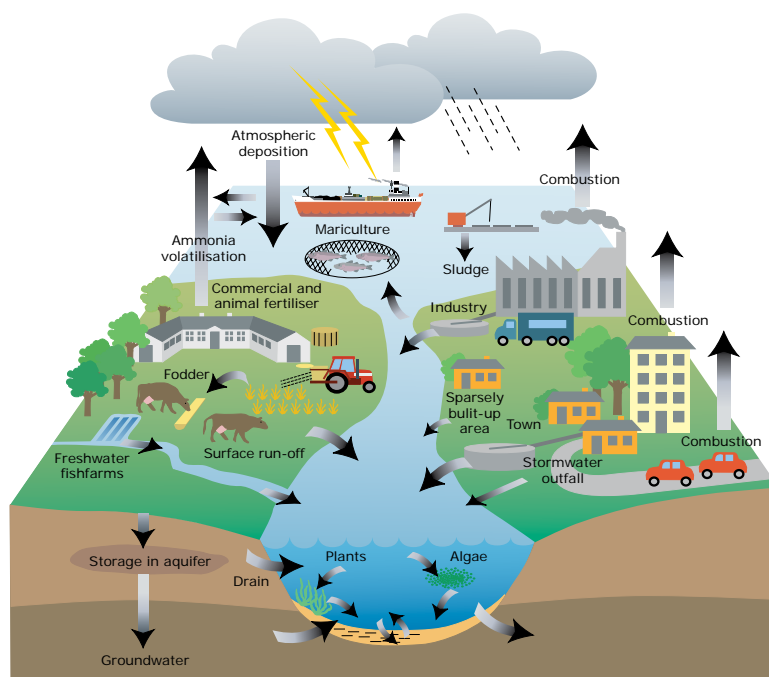 Atmospheric
deposition
Combustion
Mariculture
Ammonia
volatilisation
Sludge
Commercial and
animal fertiliser
Industry
Combustion
Fodder
Sparsely
bulit-up
area
Town
Combustion
Freshwater
fishfarms
Surface run-off
Stormwater
outfall
Storage in aquifer
Plants
Algae
Drain
Groundwater